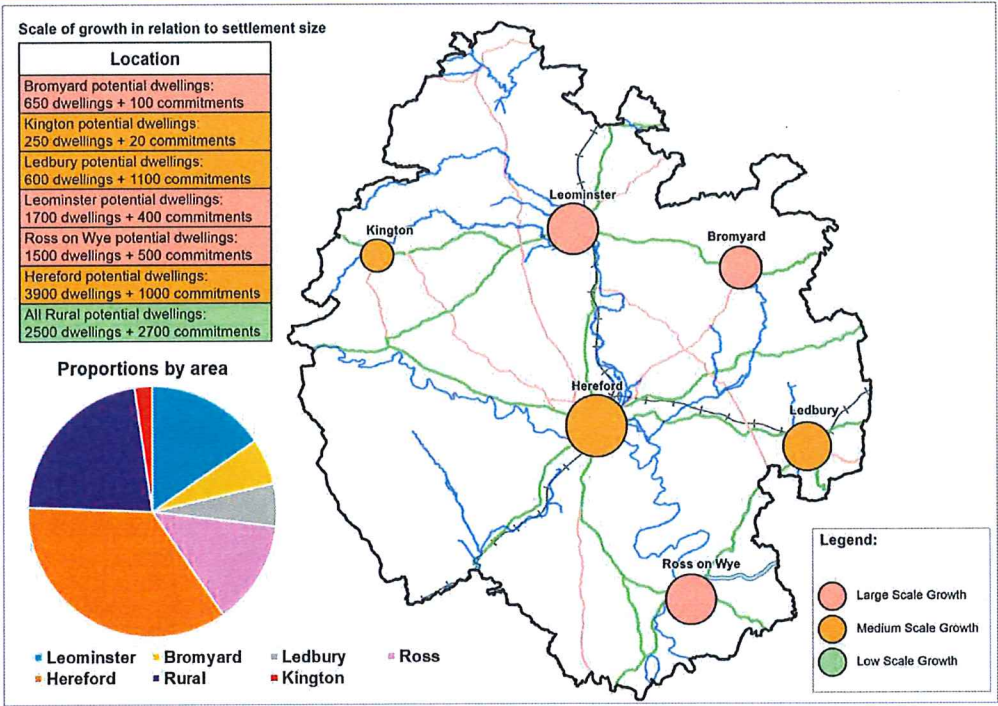 Scale of growth in relation to settlement size
Location
Bromyard potential dwellings:
650 dwellings + 100 commitments
Kington potential dwellings:
250 dwellings + 20 commitments
Ledbury potential dwellings:
600 dwellings + 1100 commitments
Leominster potential dwellings:
1700 dwellings + 400 commitments
Ross on Wye potential dwellings:
1500 dwellings + 500 commitments
Hereford potential dwellings:
3900 dwellings + 1000 commitments
All Rural potential dwellings:
2500 dwellings + 2700 commitments
Proportions by area
Leominster
Bromyard
Ledbury
Ross
Hereford
Rural
Kington
Leominster
Kington
Bromyard
Hereford
Ledbury
Ross on Wye
Legend:
Large Scale Growth
Medium Scale Growth
Low Scale Growth